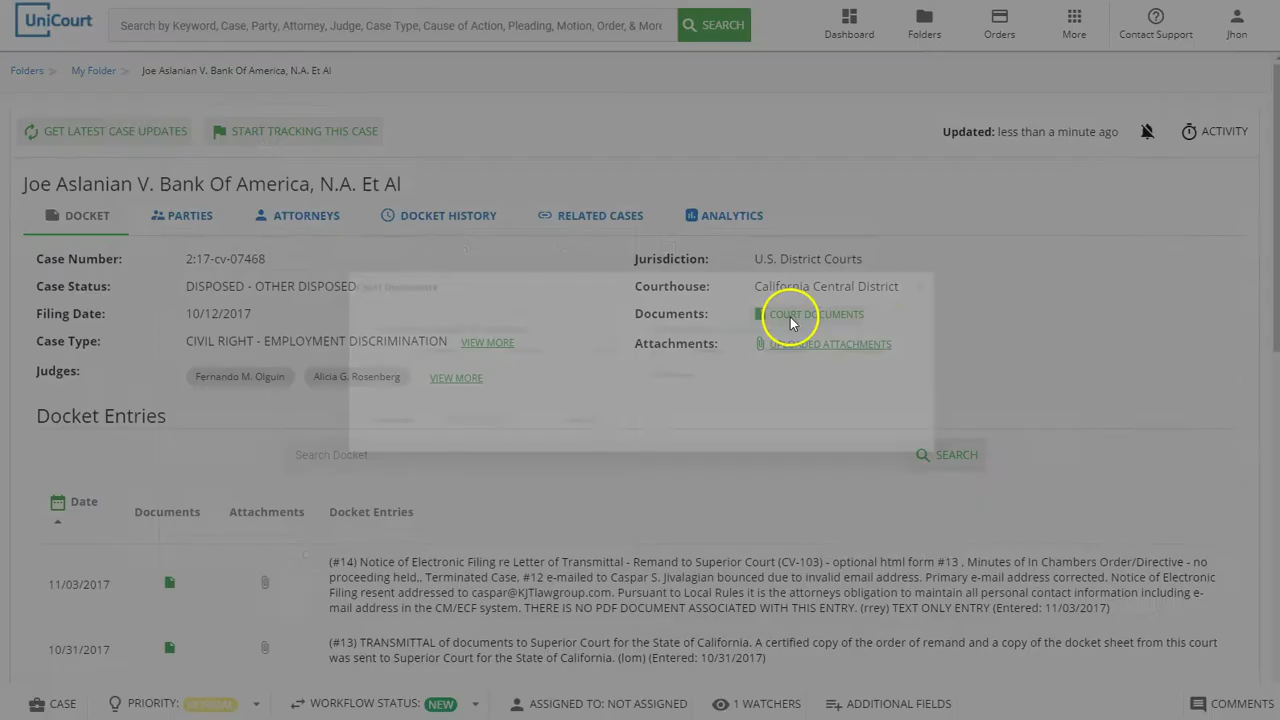 UniCourt
Search by Keyword, Case, Party, Attorney, Judge, Case Type, Cause of Action, Pleading, Motion, Order, & More
SEARCH
Dashboard
Folders
Orders
More
Contact Support
Jhon
Folders > My Folder > Joe Aslanian V. Bank Of America, N.A. Et Al
GET LATEST CASE UPDATES
START TRACKING THIS CASE
Updated: less than a minute ago
ACTIVITY
Joe Aslanian V. Bank Of America, N.A. Et Al
DOCKET
PARTIES
ATTORNEYS
DOCKET HISTORY
RELATED CASES
ANALYTICS
Case Number: 2:17-cv-07468
Case Status: DISPOSED - OTHER DISPOSED
Filing Date: 10/12/2017
Case Type: CIVIL RIGHT - EMPLOYMENT DISCRIMINATION VIEW MORE
Judges: Fernando M. Olguin Alicia G. Rosenberg VIEW MORE
Jurisdiction: U.S. District Courts
Courthouse: California Central District
Documents: COURT DOCUMENTS
Attachments: UPLOADED ATTACHMENTS
Docket Entries
Search Docket
SEARCH
Date
Documents
Attachments
Docket Entries
11/03/2017
(#14) Notice of Electronic Filing re Letter of Transmittal - Remand to Superior Court (CV-103) - optional html form #13 , Minutes of In Chambers Order/Directive - no
proceeding held,, Terminated Case, #12 e-mailed to Caspar S. Jivalagian bounced due to invalid email address. Primary e-mail address corrected. Notice of Electronic
Filing resent addressed to caspar@KJTlawgroup.com. Pursuant to Local Rules it is the attorneys obligation to maintain all personal contact information including e-
mail address in the CM/ECF system. THERE IS NO PDF DOCUMENT ASSOCIATED WITH THIS ENTRY. (rrey) TEXT ONLY ENTRY (Entered: 11/03/2017)
10/31/2017
(#13) TRANSMITTAL of documents to Superior Court for the State of California. A certified copy of the order of remand and a copy of the docket sheet from this court
was sent to Superior Court for the State of California. (lom) (Entered: 10/31/2017)
CASE
PRIORITY:
WORKFLOW STATUS: NEW
ASSIGNED TO: NOT ASSIGNED
1 WATCHERS
ADDITIONAL FIELDS
COMMENTS